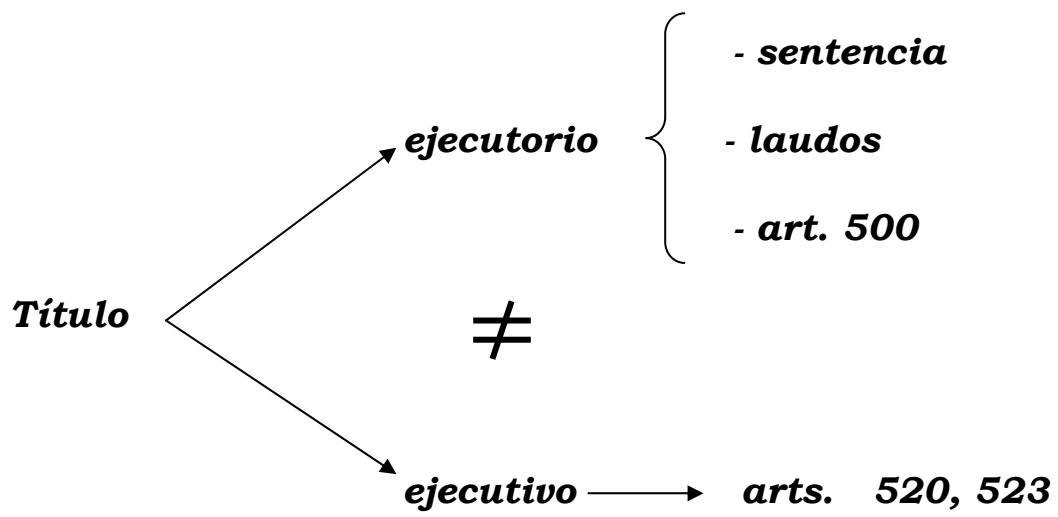 - sentencia
ejecutorio
- laudos
- art. 500
Título
≠
ejecutivo
arts. 520, 523